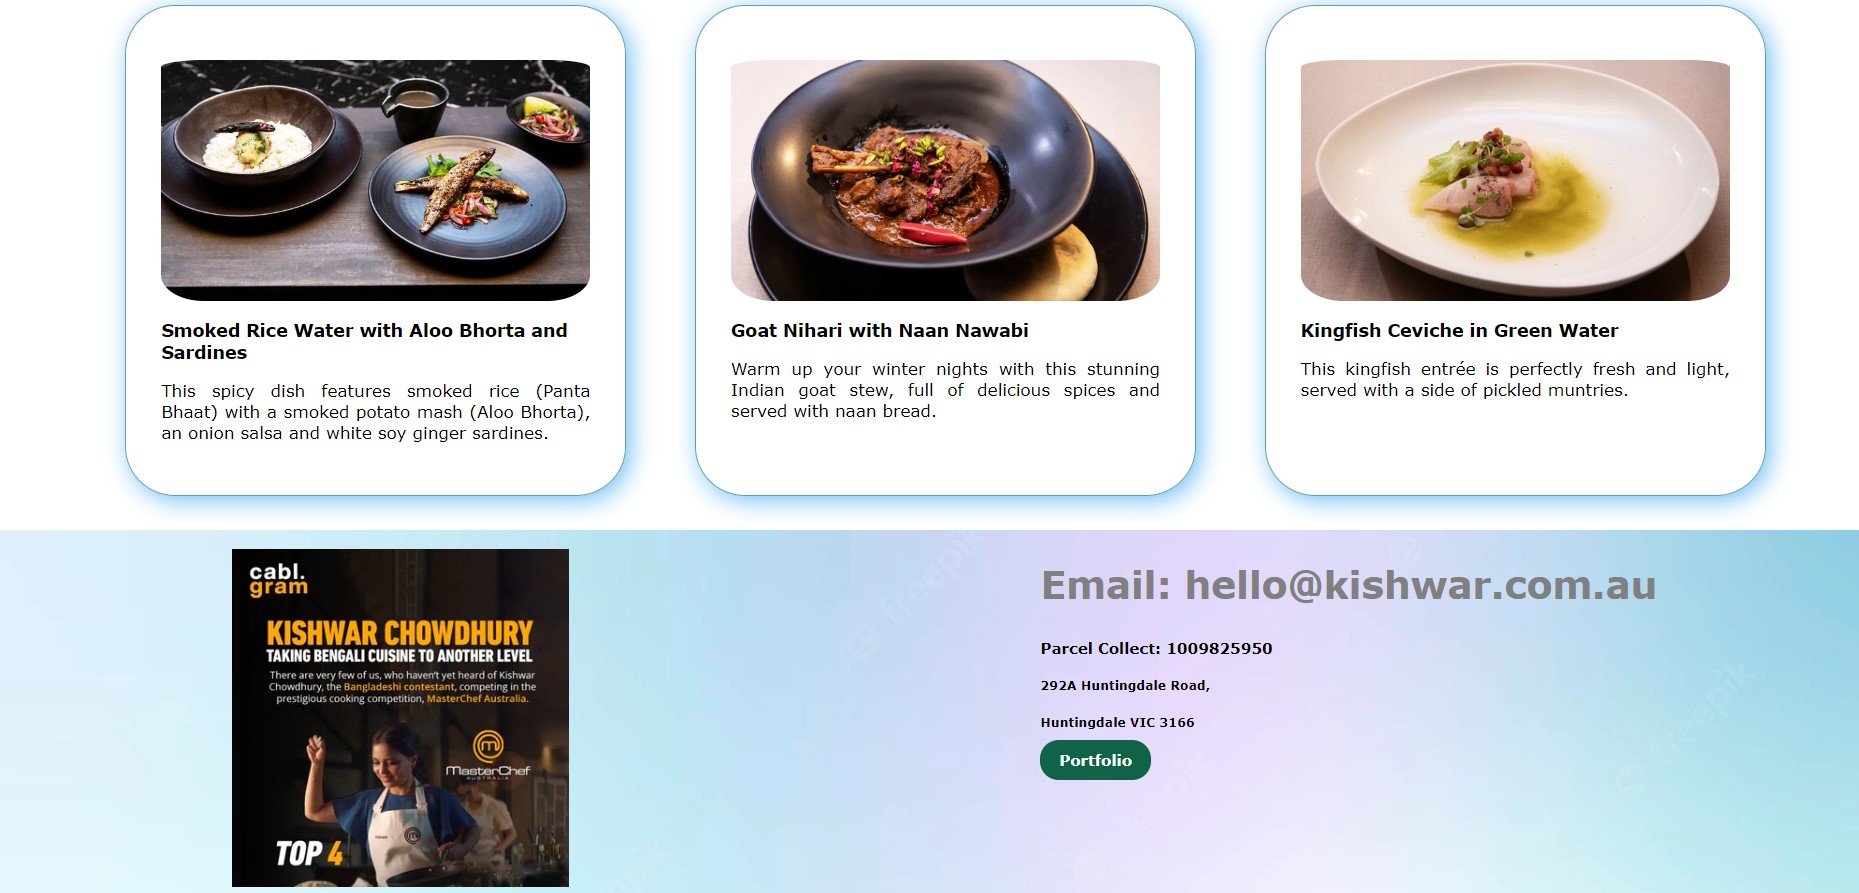 Smoked Rice Water with Aloo Bhorta and
Sardines
This spicy dish features smoked rice (Panta
Bhaat) with a smoked potato mash (Aloo Bhorta),
an onion salsa and white soy ginger sardines.
Goat Nihari with Naan Nawabi
Warm up your winter nights with this stunning
Indian goat stew, full of delicious spices and
served with naan bread.
Kingfish Ceviche in Green Water
This kingfish entrée is perfectly fresh and light,
served with a side of pickled muntries.
cabl.
gram
KISHWAR CHOWDHURY
TAKING BENGALI CUISINE TO ANOTHER LEVEL
There are very few of us, who haven't yet heard of Kishwar
Chowdhury, the Bangladeshi contestant, competing in the
prestigious cooking competition, MasterChef Australia.
m
MasterChef
AUSTRALIA
TOP 4
Email: hello@kishwar.com.au
Parcel Collect: 1009825950
292A Huntingdale Road,
Huntingdale VIC 3166
Portfolio
freepik
freepik